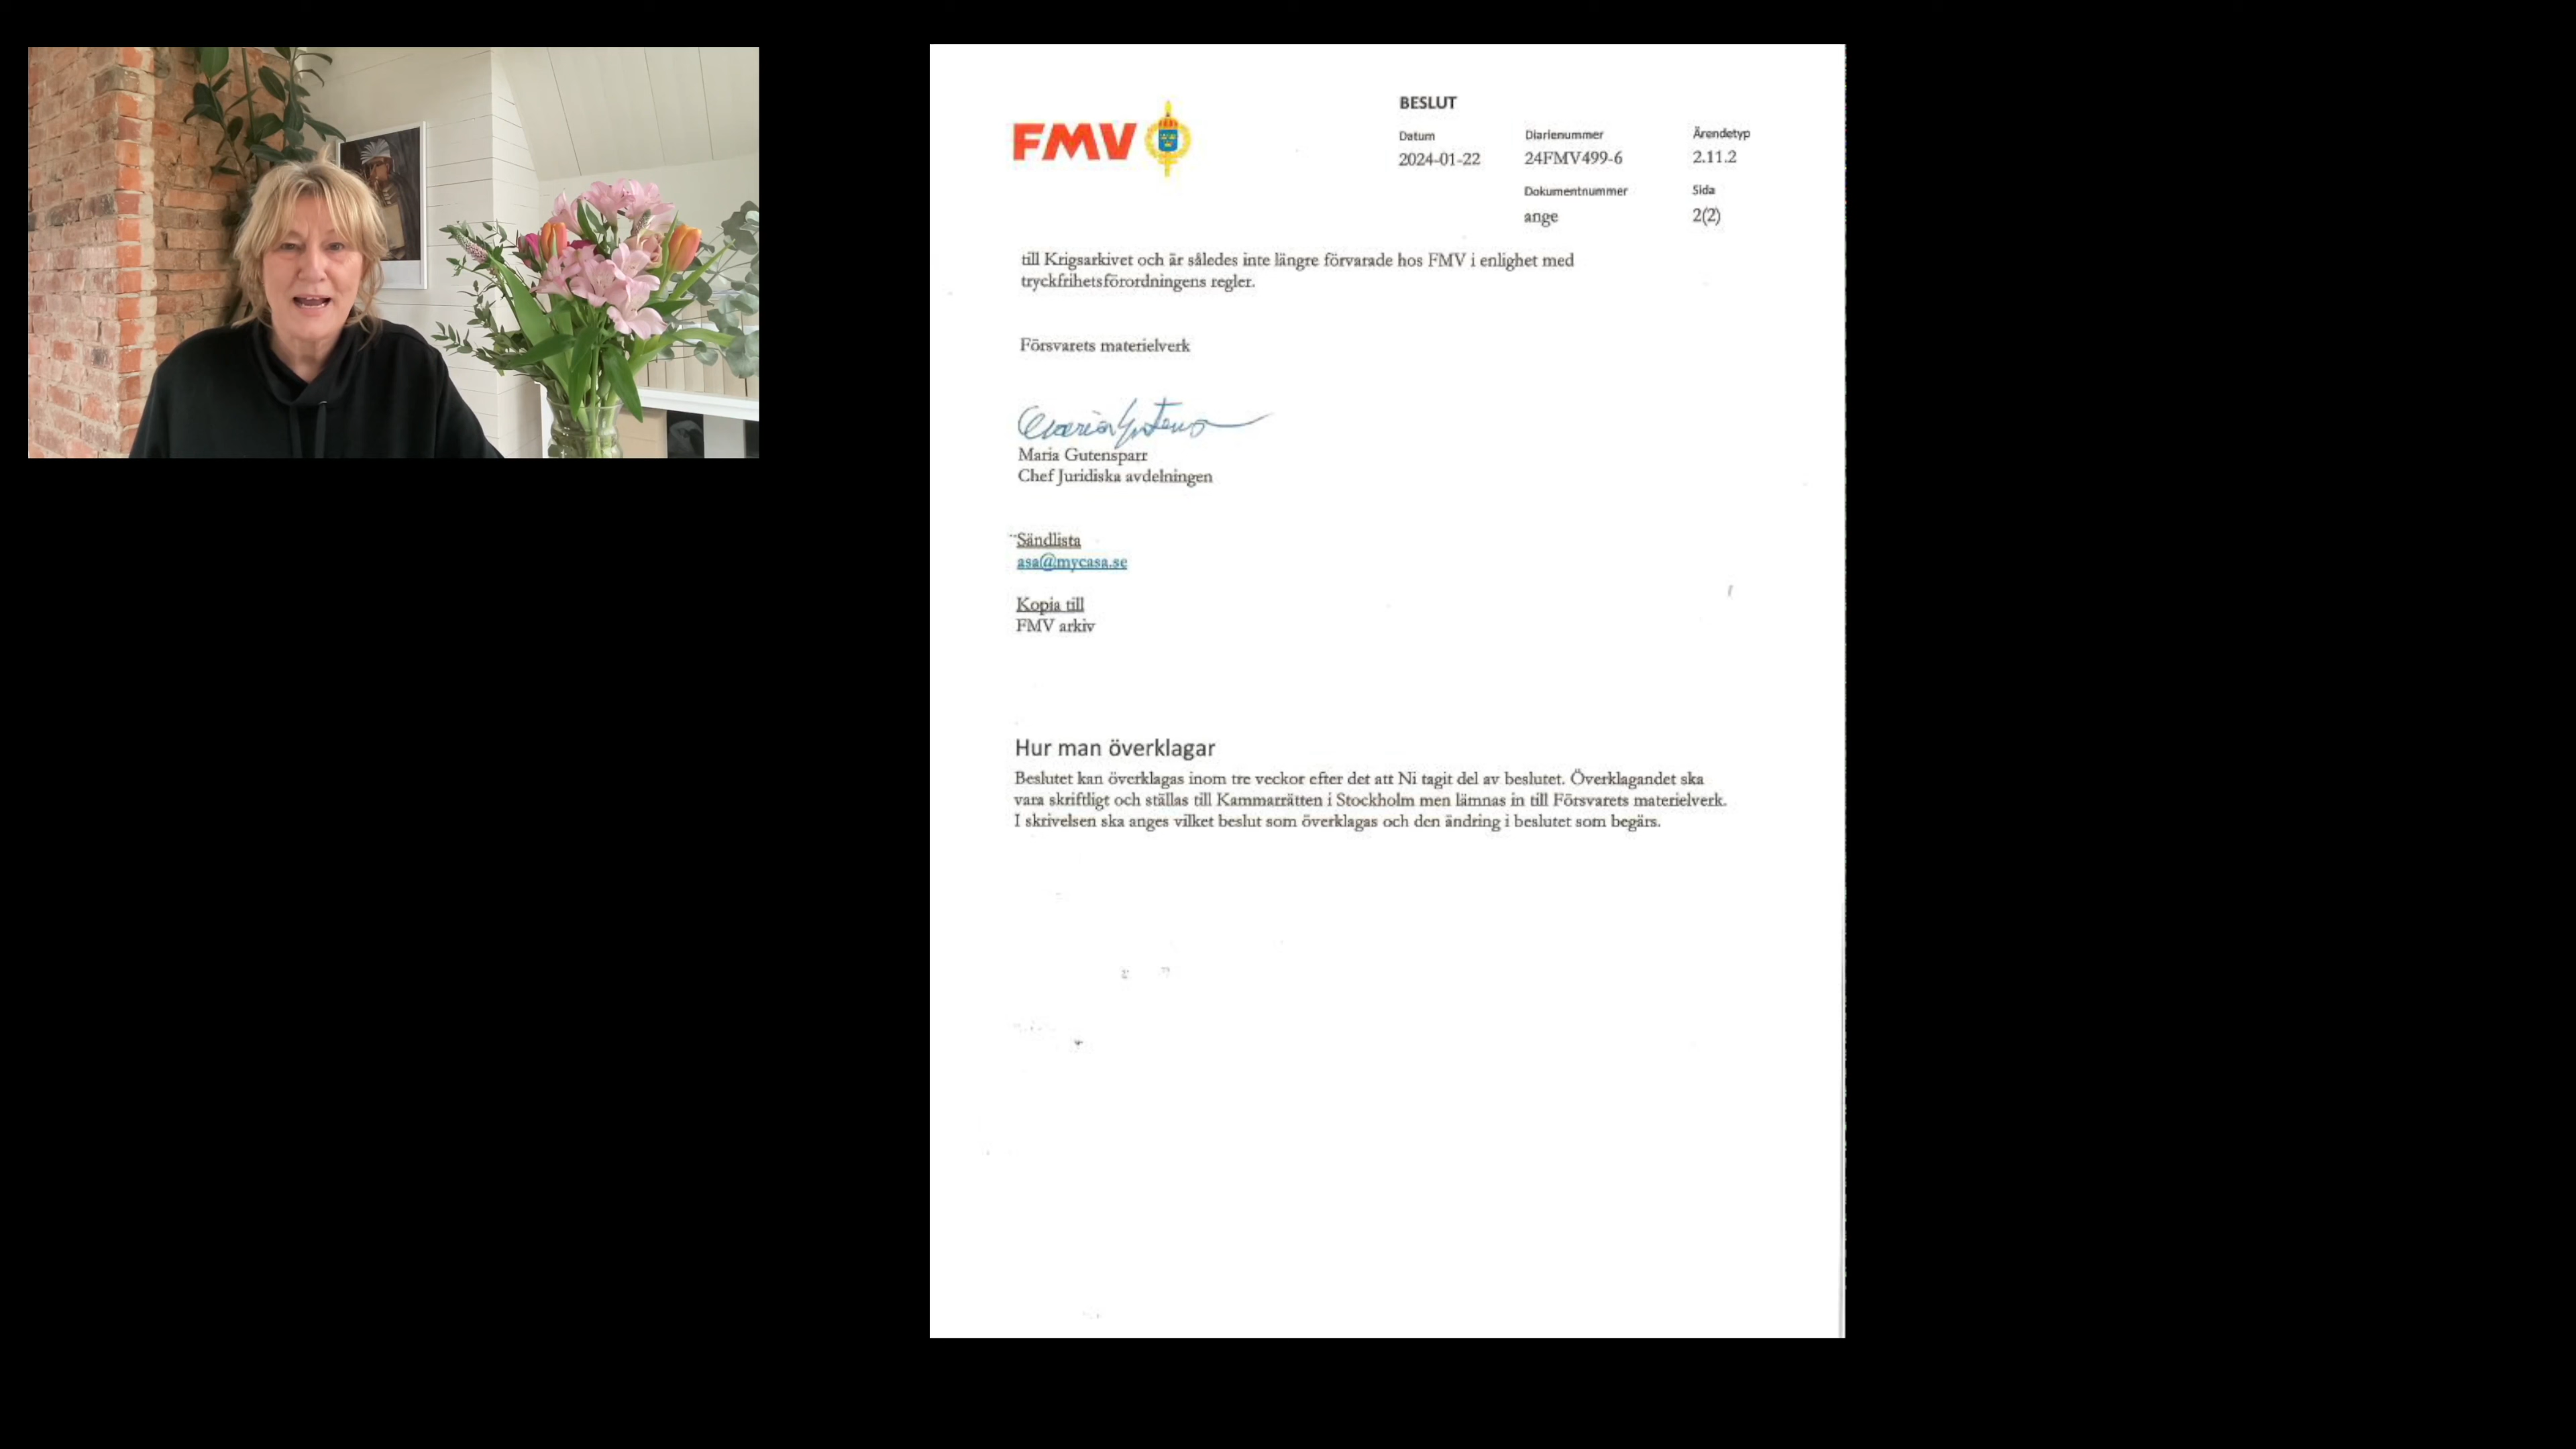 FMV
BESLUT
Datum
Diarienummer
Ärendetyp
2024-01-22
24FMV499-6
2.11.2
Dokumentnummer
Sida
ange
2(2)
till Krigsarkivet och är således inte längre förvarade hos FMV i enlighet med
tryckfrihetsförordningens regler.
Försvarets materielverk
Maria Gutensparr
Chef Juridiska avdelningen
Sändlista
asa@mycasa.se
Kopia till
FMV arkiv
Hur man överklagar
Beslutet kan överklagas inom tre veckor efter det att Ni tagit del av beslutet. Överklagandet ska
vara skriftligt och ställas till Kammarrätten i Stockholm men lämnas in till Försvarets materielverk.
I skrivelsen ska anges vilket beslut som överklagas och den ändring i beslutet som begärs.